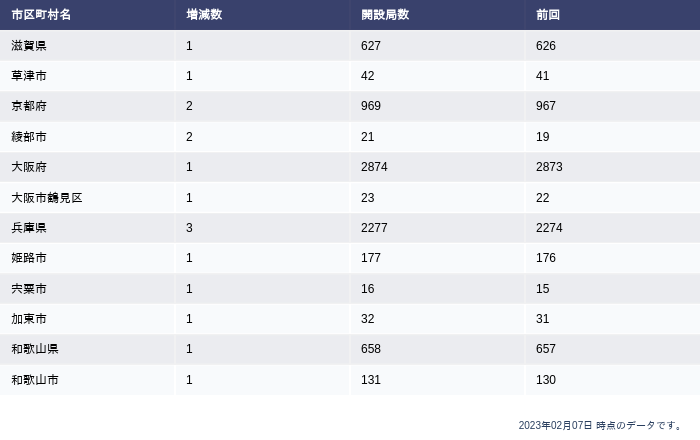 市区町村名 増減数 開設局数 前回
滋賀県 1 627 626
草津市 1 42 41
京都府 2 969 967
綾部市 2 21 19
大阪府 1 2874 2873
大阪市鶴見区 1 23 22
兵庫県 3 2277 2274
姫路市 1 177 176
宍粟市 1 16 15
加東市 1 32 31
和歌山県 1 658 657
和歌山市 1 131 130
2023年02月07日 時点のデータです。